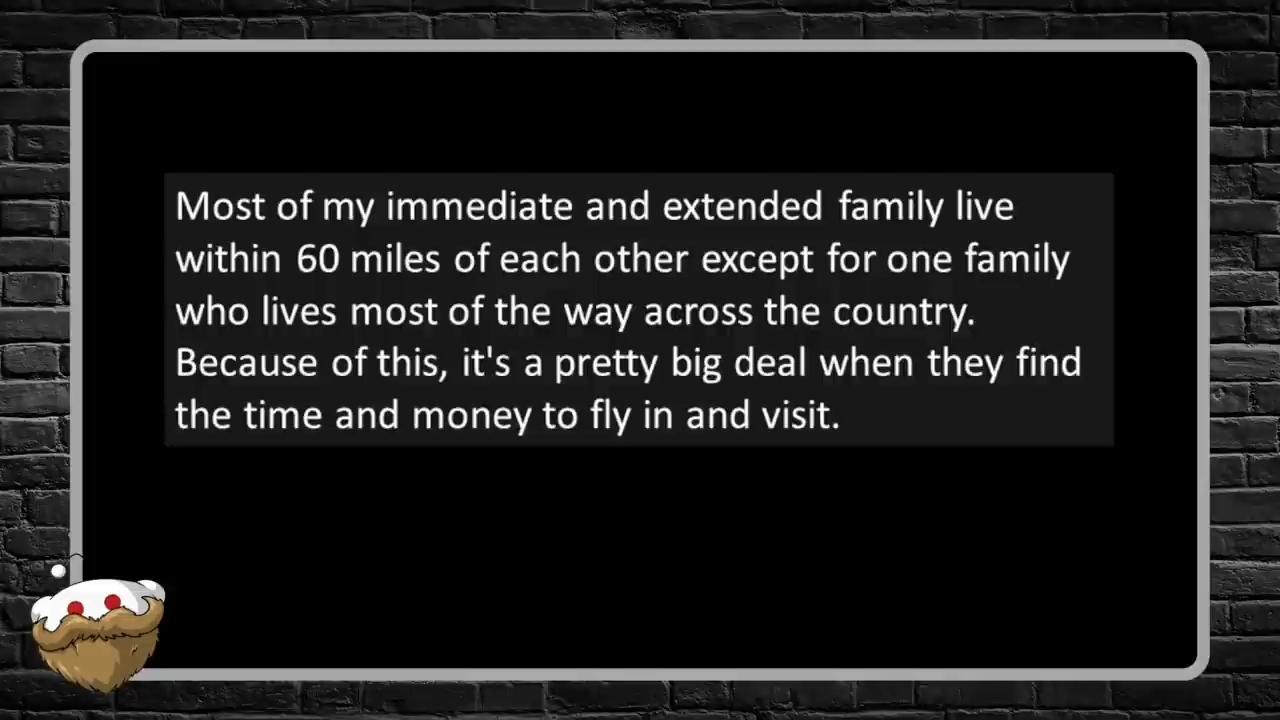 Most of my immediate and extended family live
within 60 miles of each other except for one family
who lives most of the way across the country.
Because of this, it's a pretty big deal when they find
the time and money to fly in and visit.